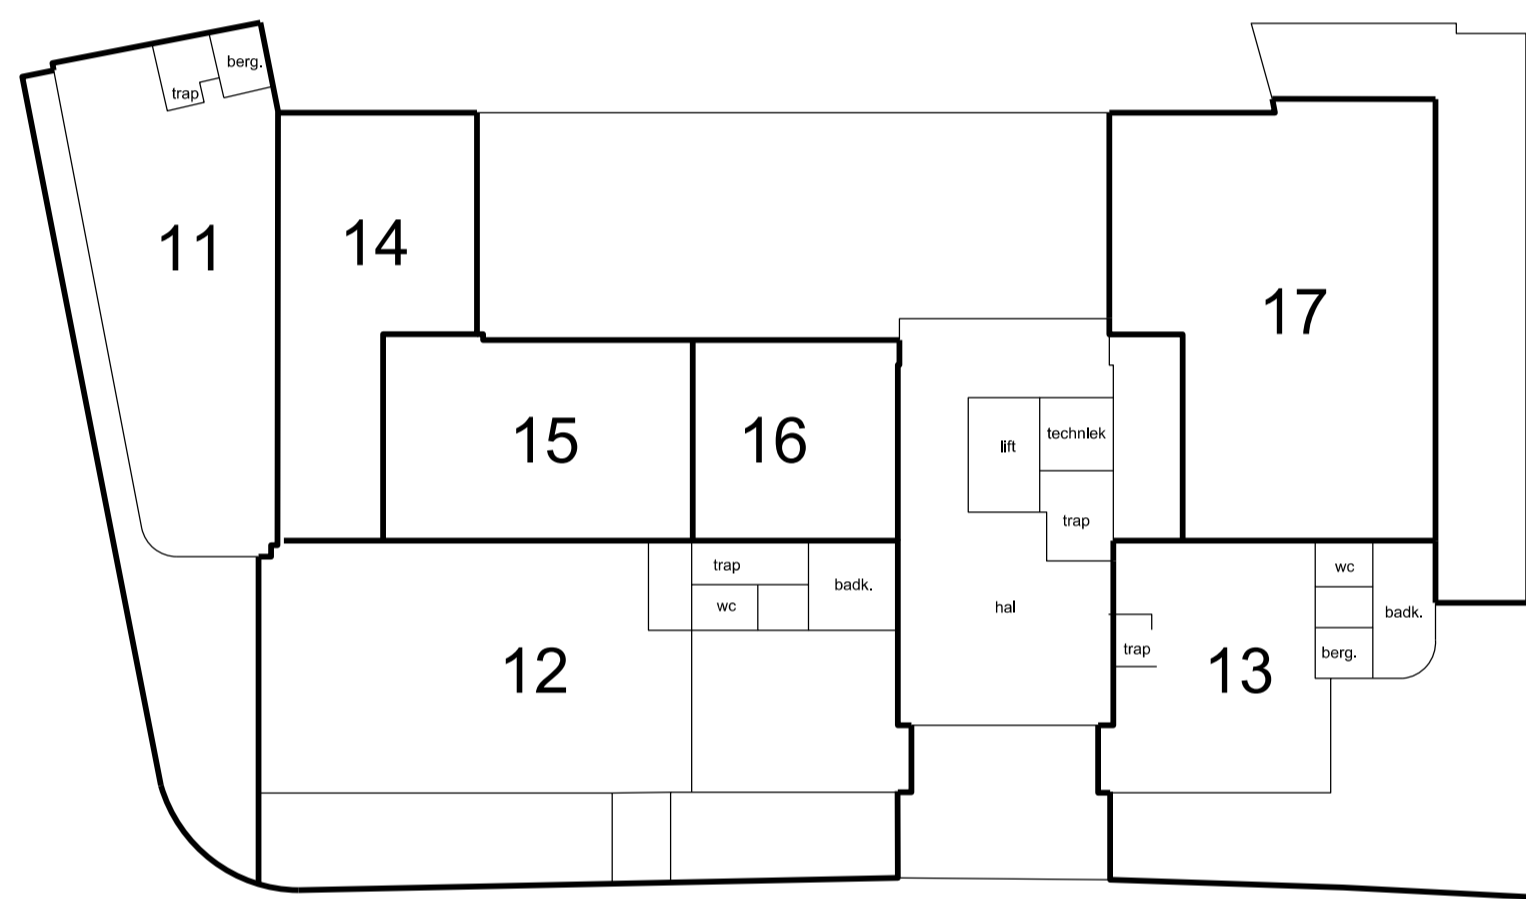 berg.
trap
11
14
17
15
16
lift
techniek
trap
hal
trap
wc
badk.
12
wc
badk.
berg.
trap
13